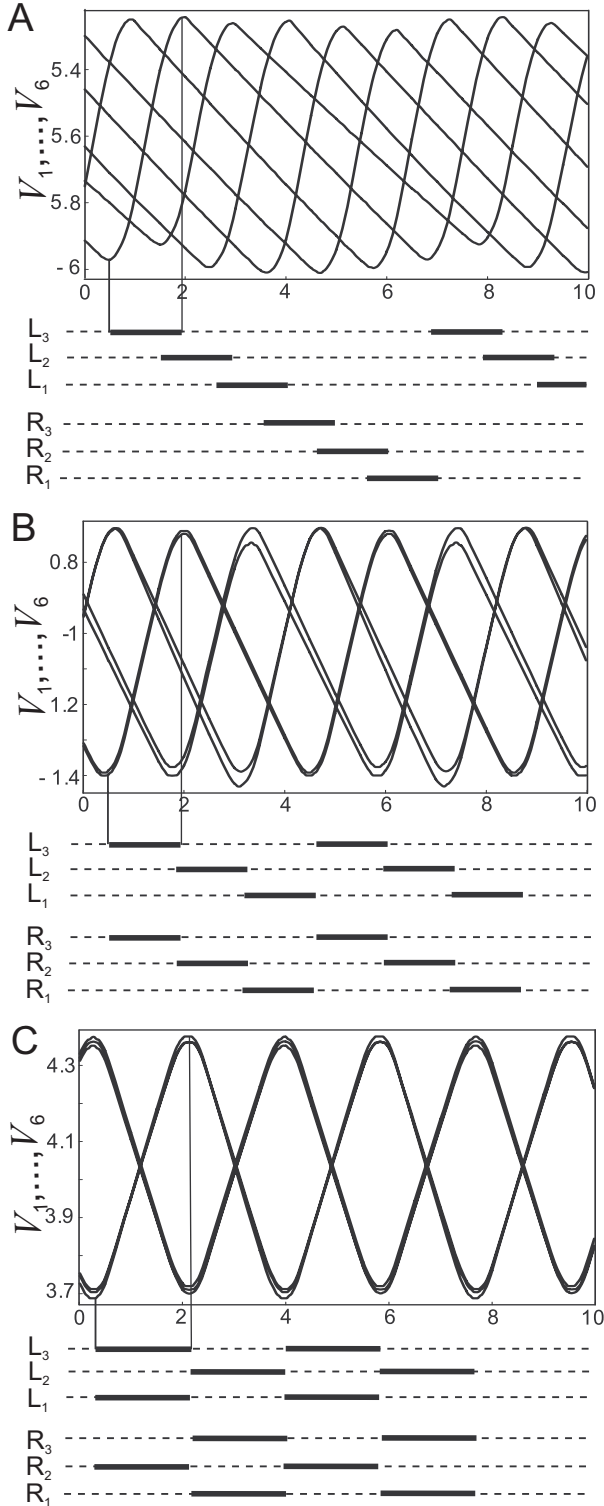 A
V1,...,V6
5.4
5.6
5.8
- 6
0 2 4 6 8 10
L3
L2
L1
R3
R2
R1
B
V1,...,V6
0.8
-1
1.2
- 1.4
0 2 4 6 8 10
L3
L2
L1
R3
R2
R1
C
V1,...,V6
4.3
4.1
3.9
3.7
0 2 4 6 8 10
L3
L2
L1
R3
R2
R1